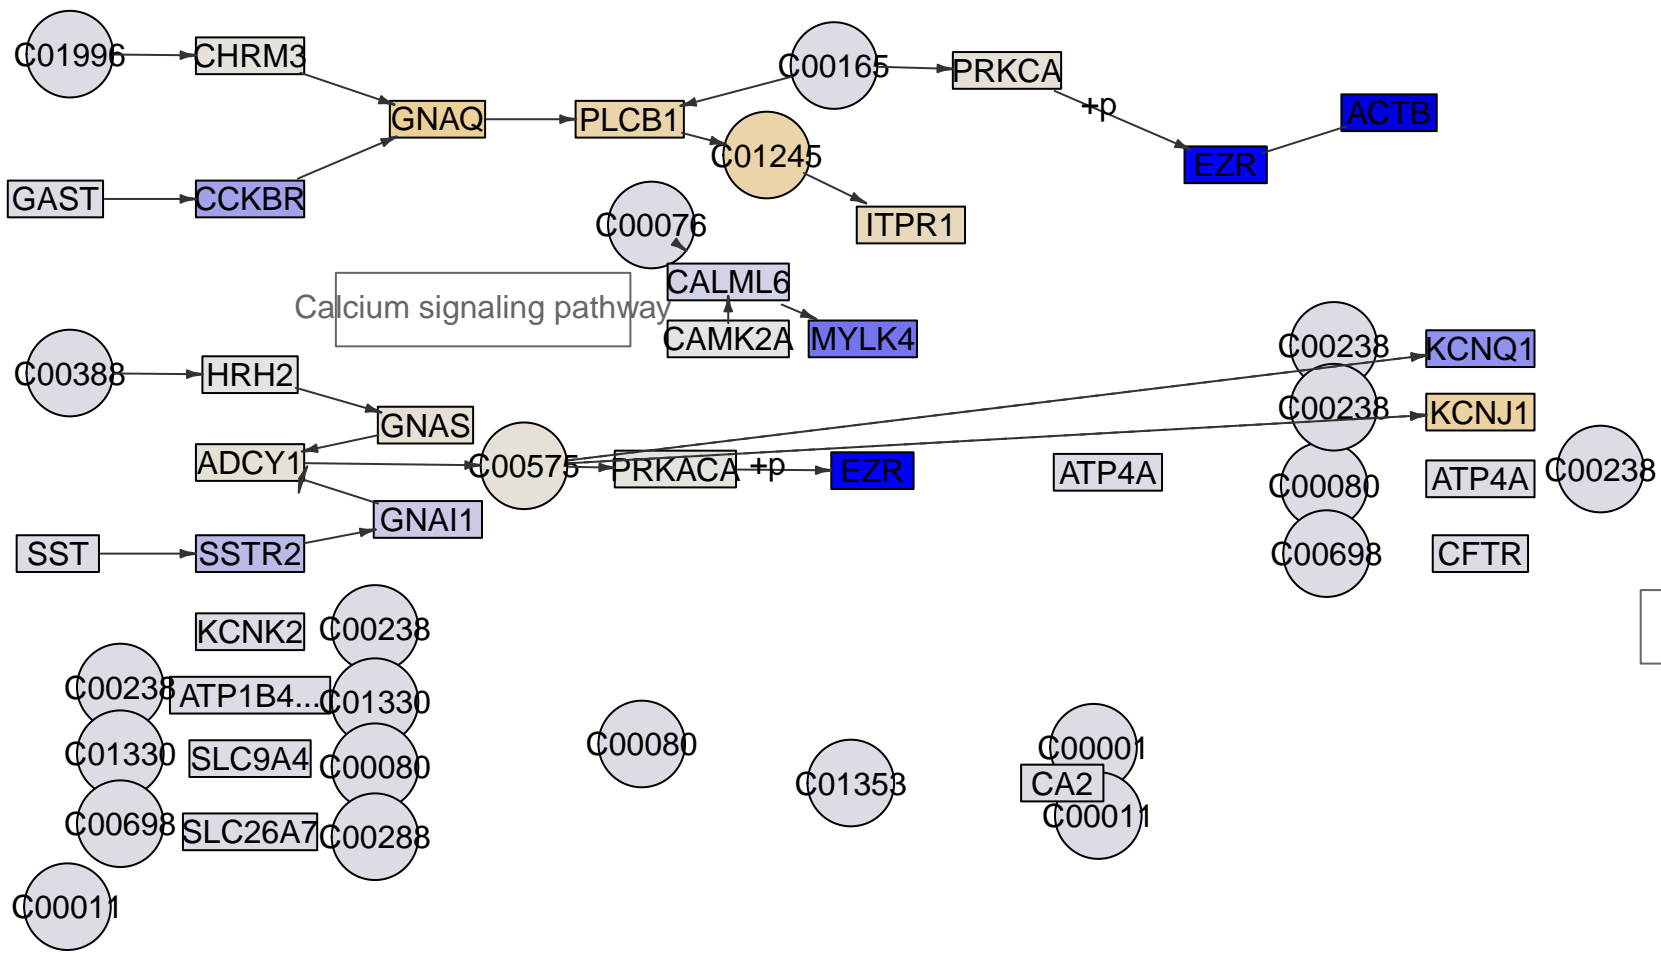 C01996
CHRM3
C00165
PRKCA
+p
ACTB
GNAQ
PLCB1
C01245
EZR
GAST
CCKBR
C00076
ITPR1
CALML6
Calcium signaling pathway
CAMK2A
MYLK4
C00238
KCNQ1
C00388
HRH2
C00238
KCNJ1
GNAS
ADCY1
C00575
PRKACA
+p
EZR
ATP4A
C00080
ATP4A
C00238
GNAI1
SST
SSTR2
C00698
CFTR
KCNK2
C00238
C00238
ATP1B4...
C01330
C01330
SLC9A4
C00080
C00080
C01353
C00001
CA2
C00011
C00698
SLC26A7
C00288
C00011